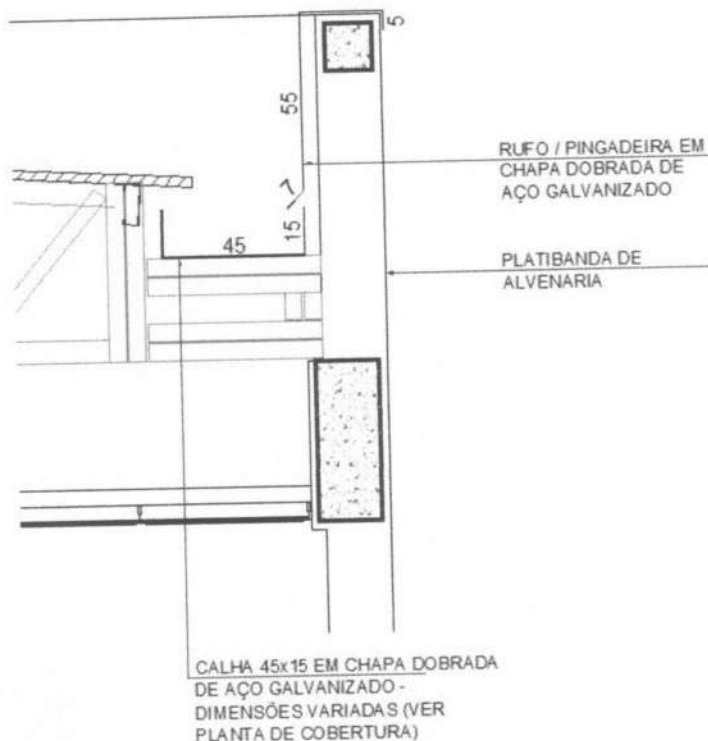 5
55
RUFO / PINGADEIRA EM
CHAPA DOBRADA DE
AÇO GALVANIZADO
7
15
45
PLATIBANDA DE
ALVENARIA
CALHA 45x15 EM CHAPA DOBRADA
DE AÇO GALVANIZADO -
DIMENSÕES VARIADAS (VER
PLANTA DE COBERTURA)